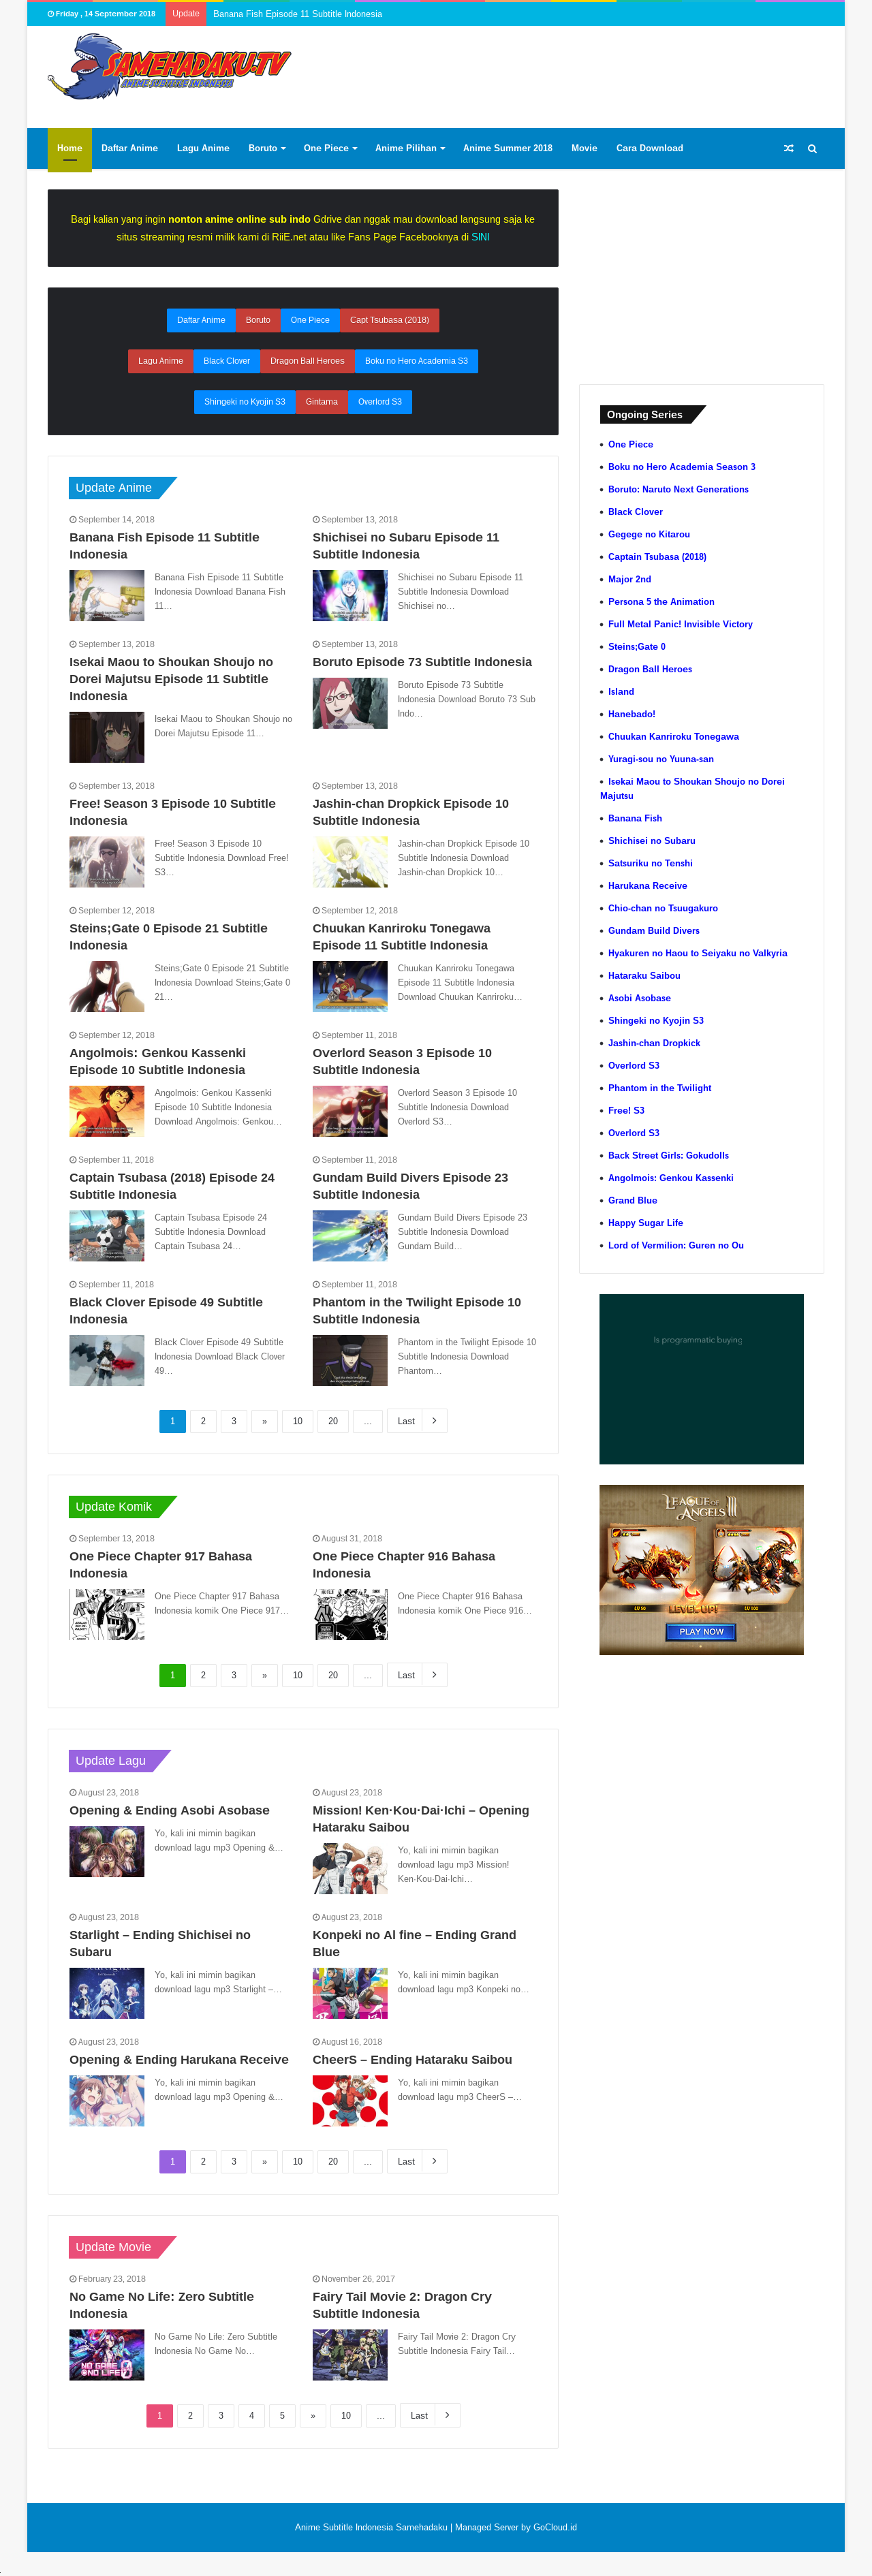 Friday , 14 September 2018
Update
Banana Fish Episode 11 Subtitle Indonesia
SAMEHADAKU.TV
ANIME SUBTITLE INDONESIA
Home
Daftar Anime
Lagu Anime
Boruto
One Piece
Anime Pilihan
Anime Summer 2018
Movie
Cara Download
Bagi kalian yang ingin nonton anime online sub indo Gdrive dan nggak mau download langsung saja ke
situs streaming resmi milik kami di RiiE.net atau like Fans Page Facebooknya di SINI
Daftar Anime
Boruto
One Piece
Capt Tsubasa (2018)
Lagu Anime
Black Clover
Dragon Ball Heroes
Boku no Hero Academia S3
Shingeki no Kyojin S3
Gintama
Overlord S3
Update Anime
September 14, 2018
Banana Fish Episode 11 Subtitle
Indonesia
Banana Fish Episode 11 Subtitle
Indonesia Download Banana Fish
11…
September 13, 2018
Shichisei no Subaru Episode 11
Subtitle Indonesia
Shichisei no Subaru Episode 11
Subtitle Indonesia Download
Shichisei no…
September 13, 2018
Isekai Maou to Shoukan Shoujo no
Dorei Majutsu Episode 11 Subtitle
Indonesia
Isekai Maou to Shoukan Shoujo no
Dorei Majutsu Episode 11…
September 13, 2018
Boruto Episode 73 Subtitle Indonesia
Boruto Episode 73 Subtitle
Indonesia Download Boruto 73 Sub
Indo…
September 13, 2018
Free! Season 3 Episode 10 Subtitle
Indonesia
Free! Season 3 Episode 10
Subtitle Indonesia Download Free!
S3…
September 13, 2018
Jashin-chan Dropkick Episode 10
Subtitle Indonesia
Jashin-chan Dropkick Episode 10
Subtitle Indonesia Download
Jashin-chan Dropkick 10…
September 12, 2018
Steins;Gate 0 Episode 21 Subtitle
Indonesia
Steins;Gate 0 Episode 21 Subtitle
Indonesia Download Steins;Gate 0
21…
September 12, 2018
Chuukan Kanriroku Tonegawa
Episode 11 Subtitle Indonesia
Chuukan Kanriroku Tonegawa
Episode 11 Subtitle Indonesia
Download Chuukan Kanriroku…
September 12, 2018
Angolmois: Genkou Kassenki
Episode 10 Subtitle Indonesia
Angolmois: Genkou Kassenki
Episode 10 Subtitle Indonesia
Download Angolmois: Genkou…
September 11, 2018
Overlord Season 3 Episode 10
Subtitle Indonesia
Overlord Season 3 Episode 10
Subtitle Indonesia Download
Overlord S3…
September 11, 2018
Captain Tsubasa (2018) Episode 24
Subtitle Indonesia
Captain Tsubasa Episode 24
Subtitle Indonesia Download
Captain Tsubasa 24…
September 11, 2018
Gundam Build Divers Episode 23
Subtitle Indonesia
Gundam Build Divers Episode 23
Subtitle Indonesia Download
Gundam Build…
September 11, 2018
Black Clover Episode 49 Subtitle
Indonesia
Black Clover Episode 49 Subtitle
Indonesia Download Black Clover
49…
September 11, 2018
Phantom in the Twilight Episode 10
Subtitle Indonesia
Phantom in the Twilight Episode 10
Subtitle Indonesia Download
Phantom…
1 2 3 » 10 20 ... Last
Update Komik
September 13, 2018
One Piece Chapter 917 Bahasa
Indonesia
One Piece Chapter 917 Bahasa
Indonesia komik One Piece 917…
August 31, 2018
One Piece Chapter 916 Bahasa
Indonesia
One Piece Chapter 916 Bahasa
Indonesia komik One Piece 916…
1 2 3 » 10 20 ... Last
Update Lagu
August 23, 2018
Opening & Ending Asobi Asobase
Yo, kali ini mimin bagikan
download lagu mp3 Opening &…
August 23, 2018
Mission! Ken·Kou·Dai·Ichi – Opening
Hataraku Saibou
Yo, kali ini mimin bagikan
download lagu mp3 Mission!
Ken·Kou·Dai·Ichi…
August 23, 2018
Starlight – Ending Shichisei no
Subaru
Yo, kali ini mimin bagikan
download lagu mp3 Starlight –…
August 23, 2018
Konpeki no Al fine – Ending Grand
Blue
Yo, kali ini mimin bagikan
download lagu mp3 Konpeki no…
August 23, 2018
Opening & Ending Harukana Receive
Yo, kali ini mimin bagikan
download lagu mp3 Opening &…
August 16, 2018
CheerS – Ending Hataraku Saibou
Yo, kali ini mimin bagikan
download lagu mp3 CheerS –…
1 2 3 » 10 20 ... Last
Update Movie
February 23, 2018
No Game No Life: Zero Subtitle
Indonesia
No Game No Life: Zero Subtitle
Indonesia No Game No…
NO GAME
NO LIFE
November 26, 2017
Fairy Tail Movie 2: Dragon Cry
Subtitle Indonesia
Fairy Tail Movie 2: Dragon Cry
Subtitle Indonesia Fairy Tail…
1 2 3 4 5 » 10 ... Last
Ongoing Series
One Piece
Boku no Hero Academia Season 3
Boruto: Naruto Next Generations
Black Clover
Gegege no Kitarou
Captain Tsubasa (2018)
Major 2nd
Persona 5 the Animation
Full Metal Panic! Invisible Victory
Steins;Gate 0
Dragon Ball Heroes
Island
Hanebado!
Chuukan Kanriroku Tonegawa
Yuragi-sou no Yuuna-san
Isekai Maou to Shoukan Shoujo no Dorei
Majutsu
Banana Fish
Shichisei no Subaru
Satsuriku no Tenshi
Harukana Receive
Chio-chan no Tsuugakuro
Gundam Build Divers
Hyakuren no Haou to Seiyaku no Valkyria
Hataraku Saibou
Asobi Asobase
Shingeki no Kyojin S3
Jashin-chan Dropkick
Overlord S3
Phantom in the Twilight
Free! S3
Overlord S3
Back Street Girls: Gokudolls
Angolmois: Genkou Kassenki
Grand Blue
Happy Sugar Life
Lord of Vermilion: Guren no Ou
Is programmatic buying
LEAGUE OF
ANGELS III
LV 50
LEVEL UP!
LV 100
PLAY NOW
Anime Subtitle Indonesia Samehadaku | Managed Server by GoCloud.id